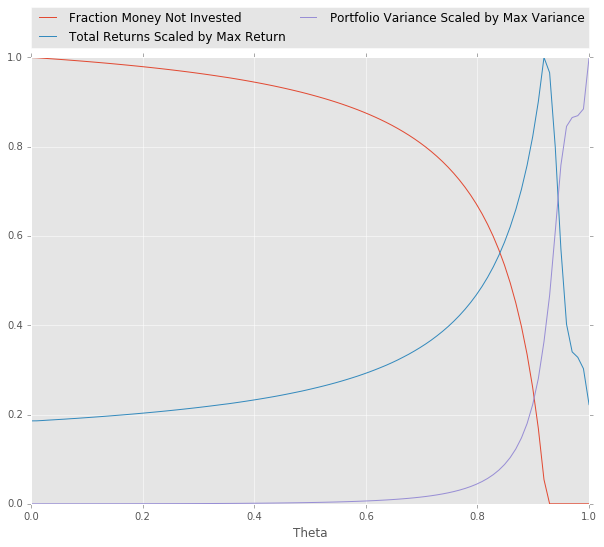 Fraction Money Not Invested
Portfolio Variance Scaled by Max Variance
Total Returns Scaled by Max Return
1.0
0.8
0.6
0.4
0.2
0.0
0.0 0.2 0.4 0.6 0.8 1.0
Theta